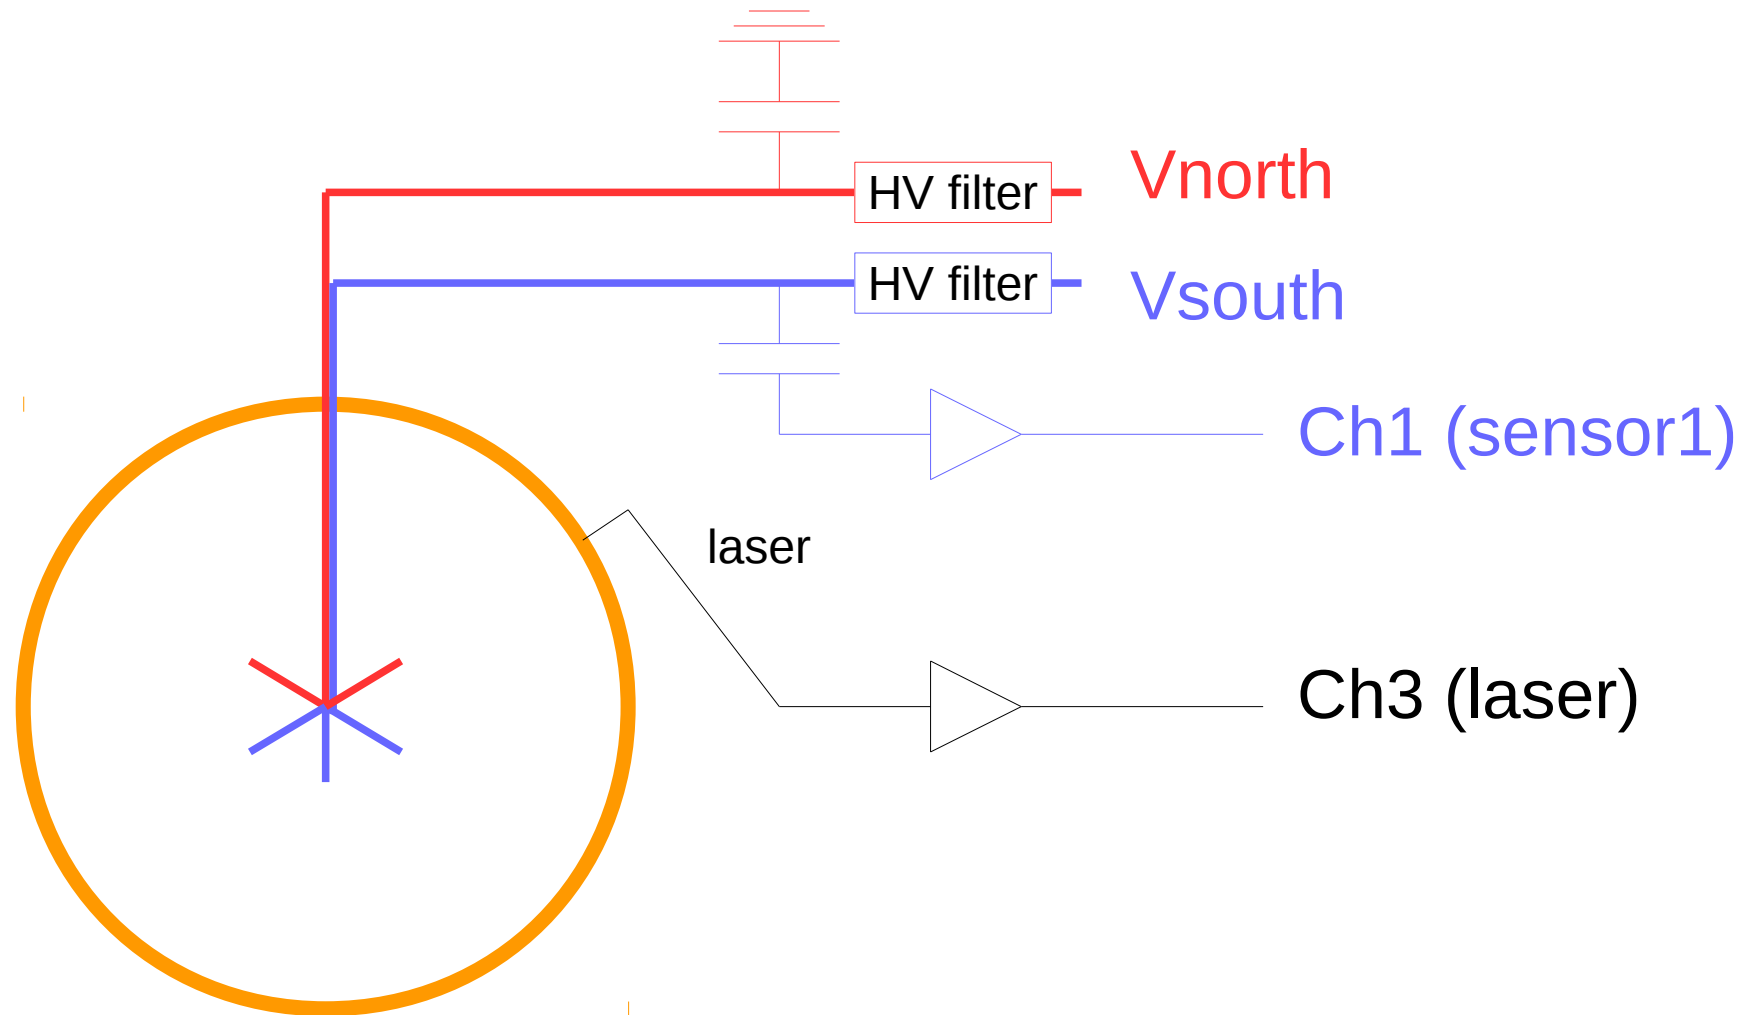 HV filter
Vnorth
HV filter
Vsouth
Ch1 (sensor1)
laser
Ch3 (laser)